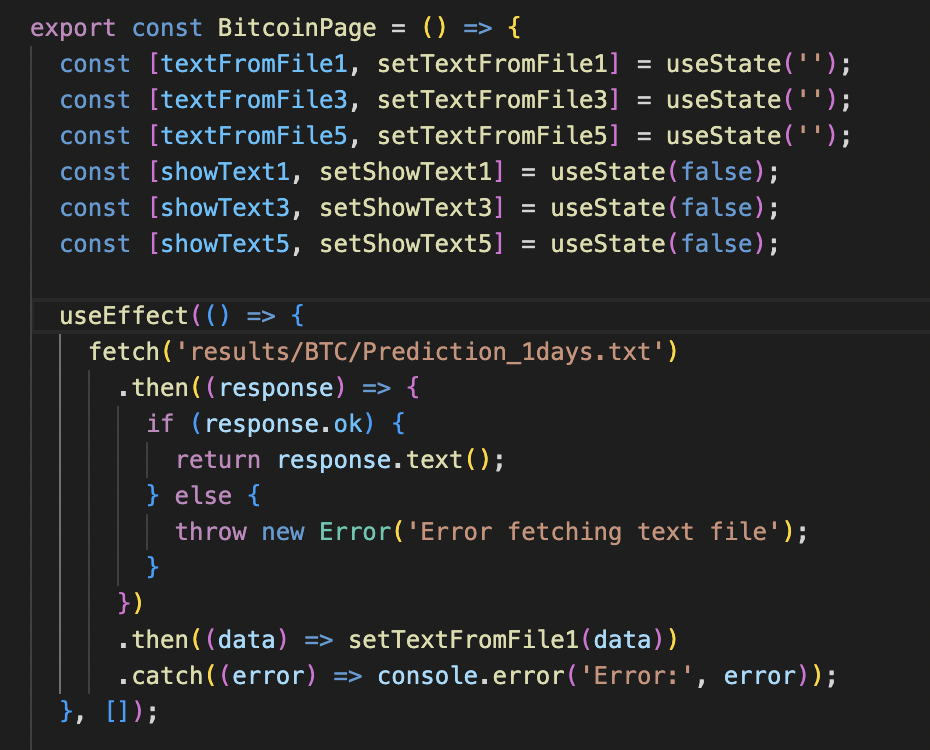 export const BitcoinPage = () => {
  const [textFromFile1, setTextFromFile1] = useState('');
  const [textFromFile3, setTextFromFile3] = useState('');
  const [textFromFile5, setTextFromFile5] = useState('');
  const [showText1, setShowText1] = useState(false);
  const [showText3, setShowText3] = useState(false);
  const [showText5, setShowText5] = useState(false);

  useEffect(() => {
    fetch('results/BTC/Prediction_1days.txt')
      .then((response) => {
        if (response.ok) {
          return response.text();
        } else {
          throw new Error('Error fetching text file');
        }
      })
      .then((data) => setTextFromFile1(data))
      .catch((error) => console.error('Error:', error));
  }, []);